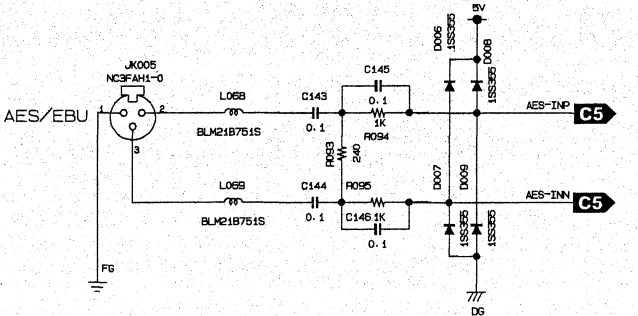 5V
D006
1SS355
D008
1SS355
JK005
NC3FAH1-0
AES/EBU
1
2
3
L068
BLM21B751S
C143
0.1
C145
0.1
1K
R094
AES-INP
C5
R093
240
D007
D009
L069
BLM21B751S
C144
0.1
R095
C146 1K
0.1
AES-INN
C5
1SS355
1SS355
FG
DG